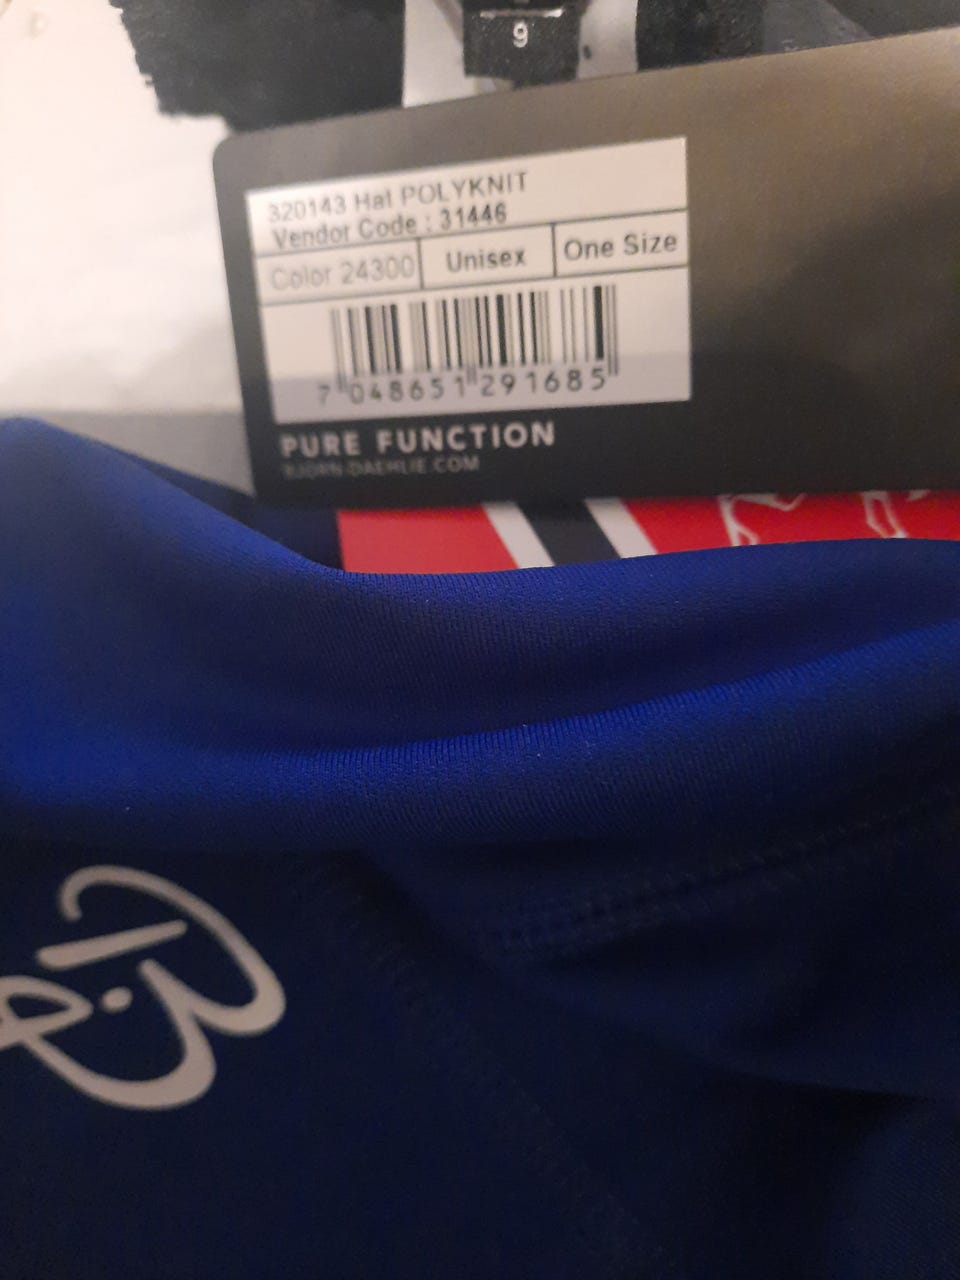 9
320143 Hat POLYKNIT
Vendor Code : 31446
Color 24300 Unisex One Size
7 048651 291685
PURE FUNCTION
BJORN-DAEHLIE.COM